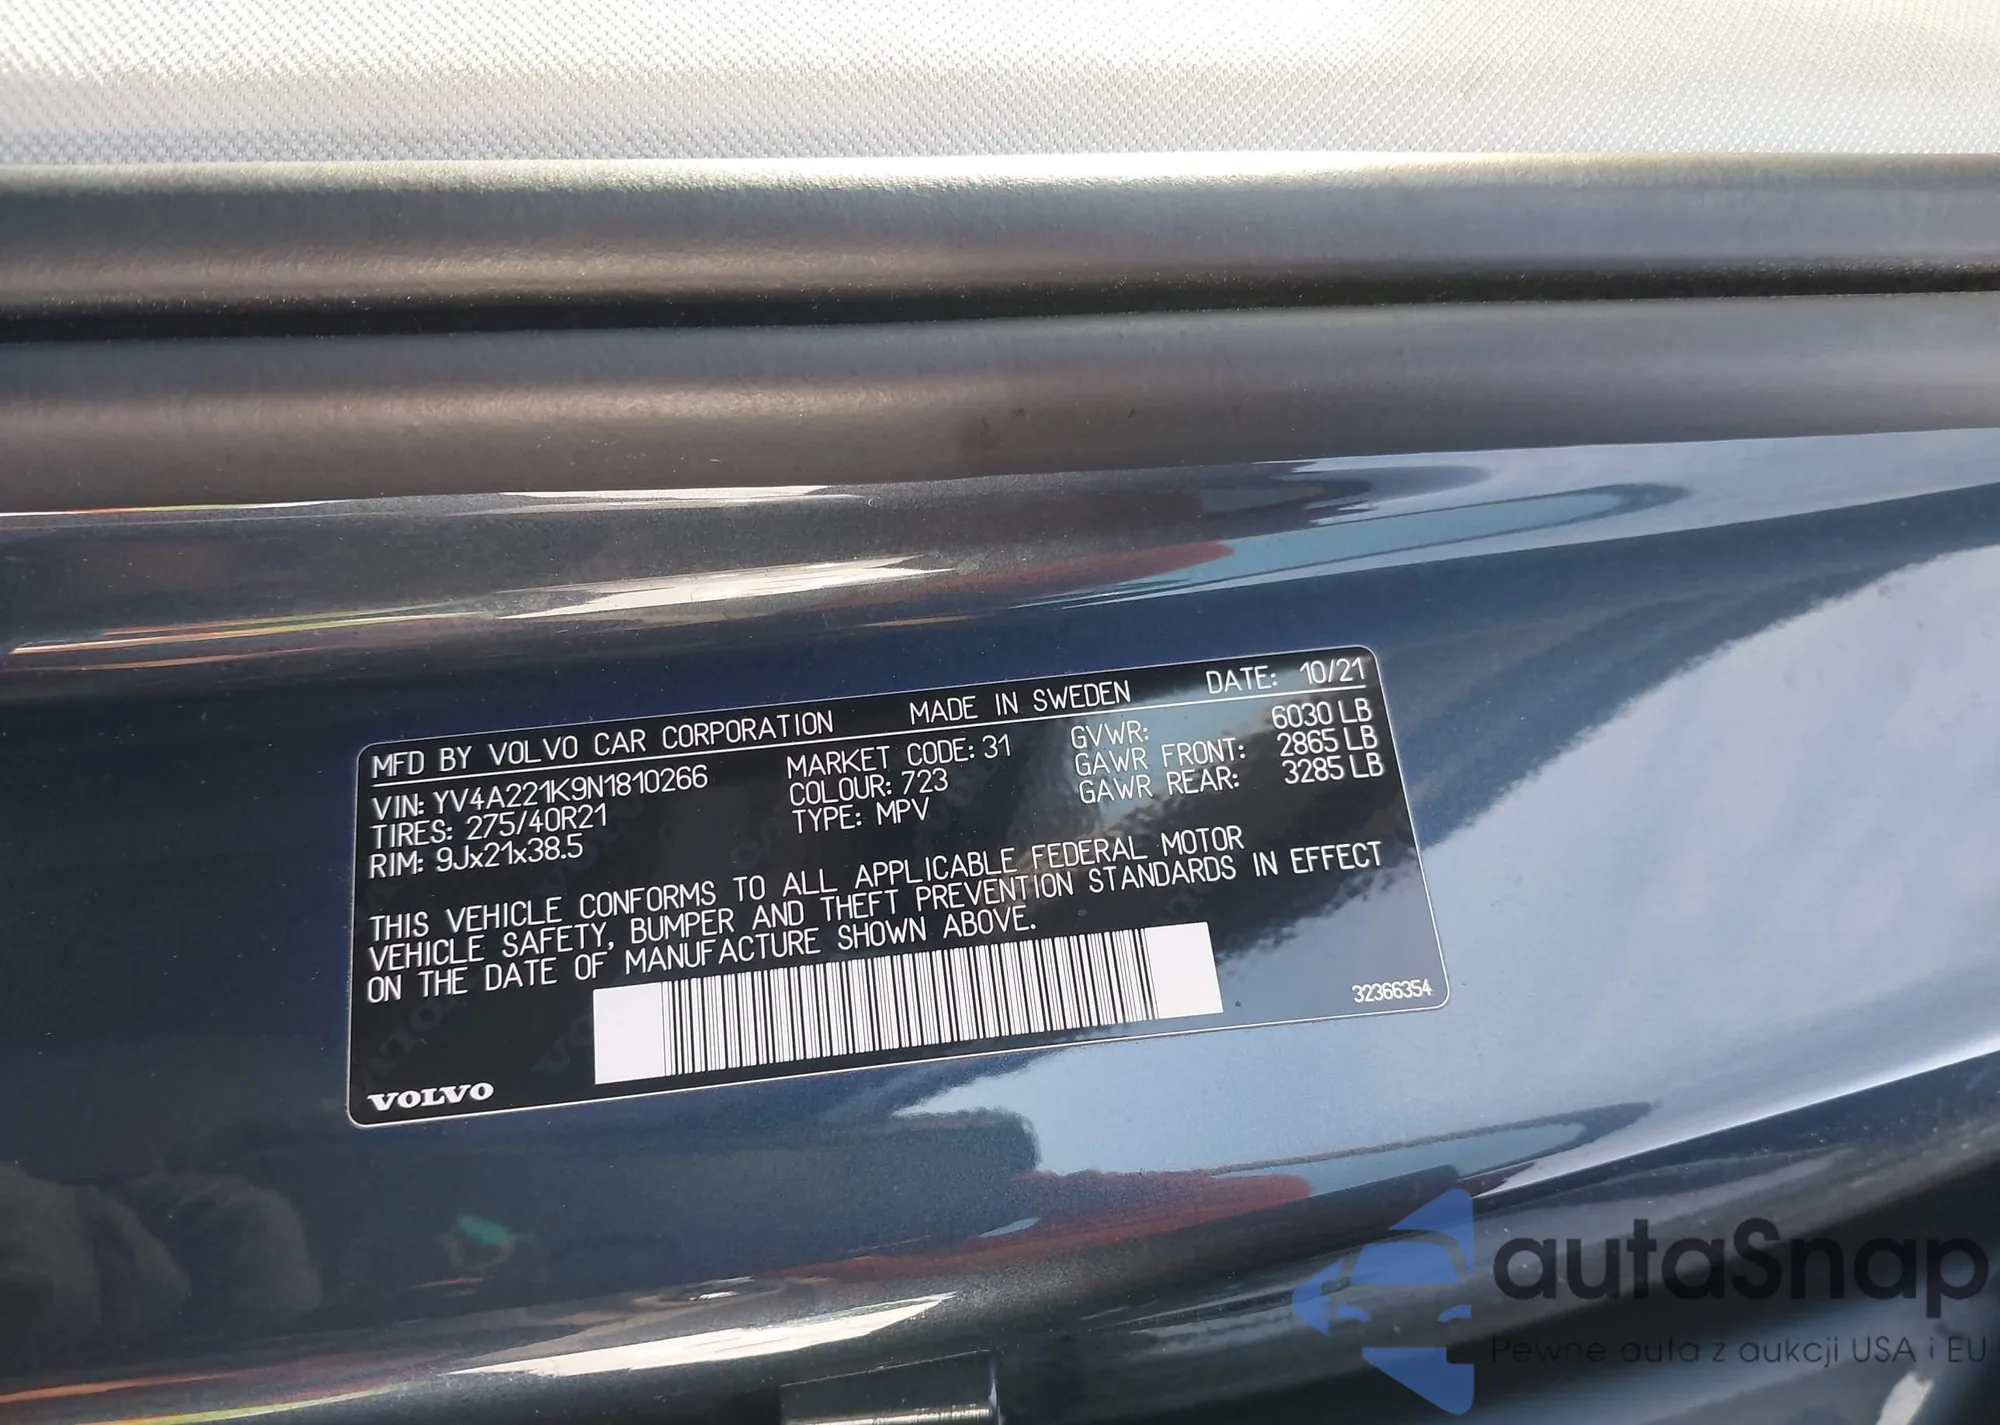 MFD BY VOLVO CAR CORPORATION MADE IN SWEDEN DATE: 10/21
VIN: YV4A221K9N1810266 MARKET CODE: 31 GVWR: 6030 LB
TIRES: 275/40R21 COLOUR: 723 GAWR FRONT: 2865 LB
RIM: 9Jx21x38.5 TYPE: MPV GAWR REAR: 3285 LB
THIS VEHICLE CONFORMS TO ALL APPLICABLE FEDERAL MOTOR
VEHICLE SAFETY, BUMPER AND THEFT PREVENTION STANDARDS IN EFFECT
ON THE DATE OF MANUFACTURE SHOWN ABOVE.
32366354
VOLVO
autaSnap
Pewne auta z aukcji USA i EU